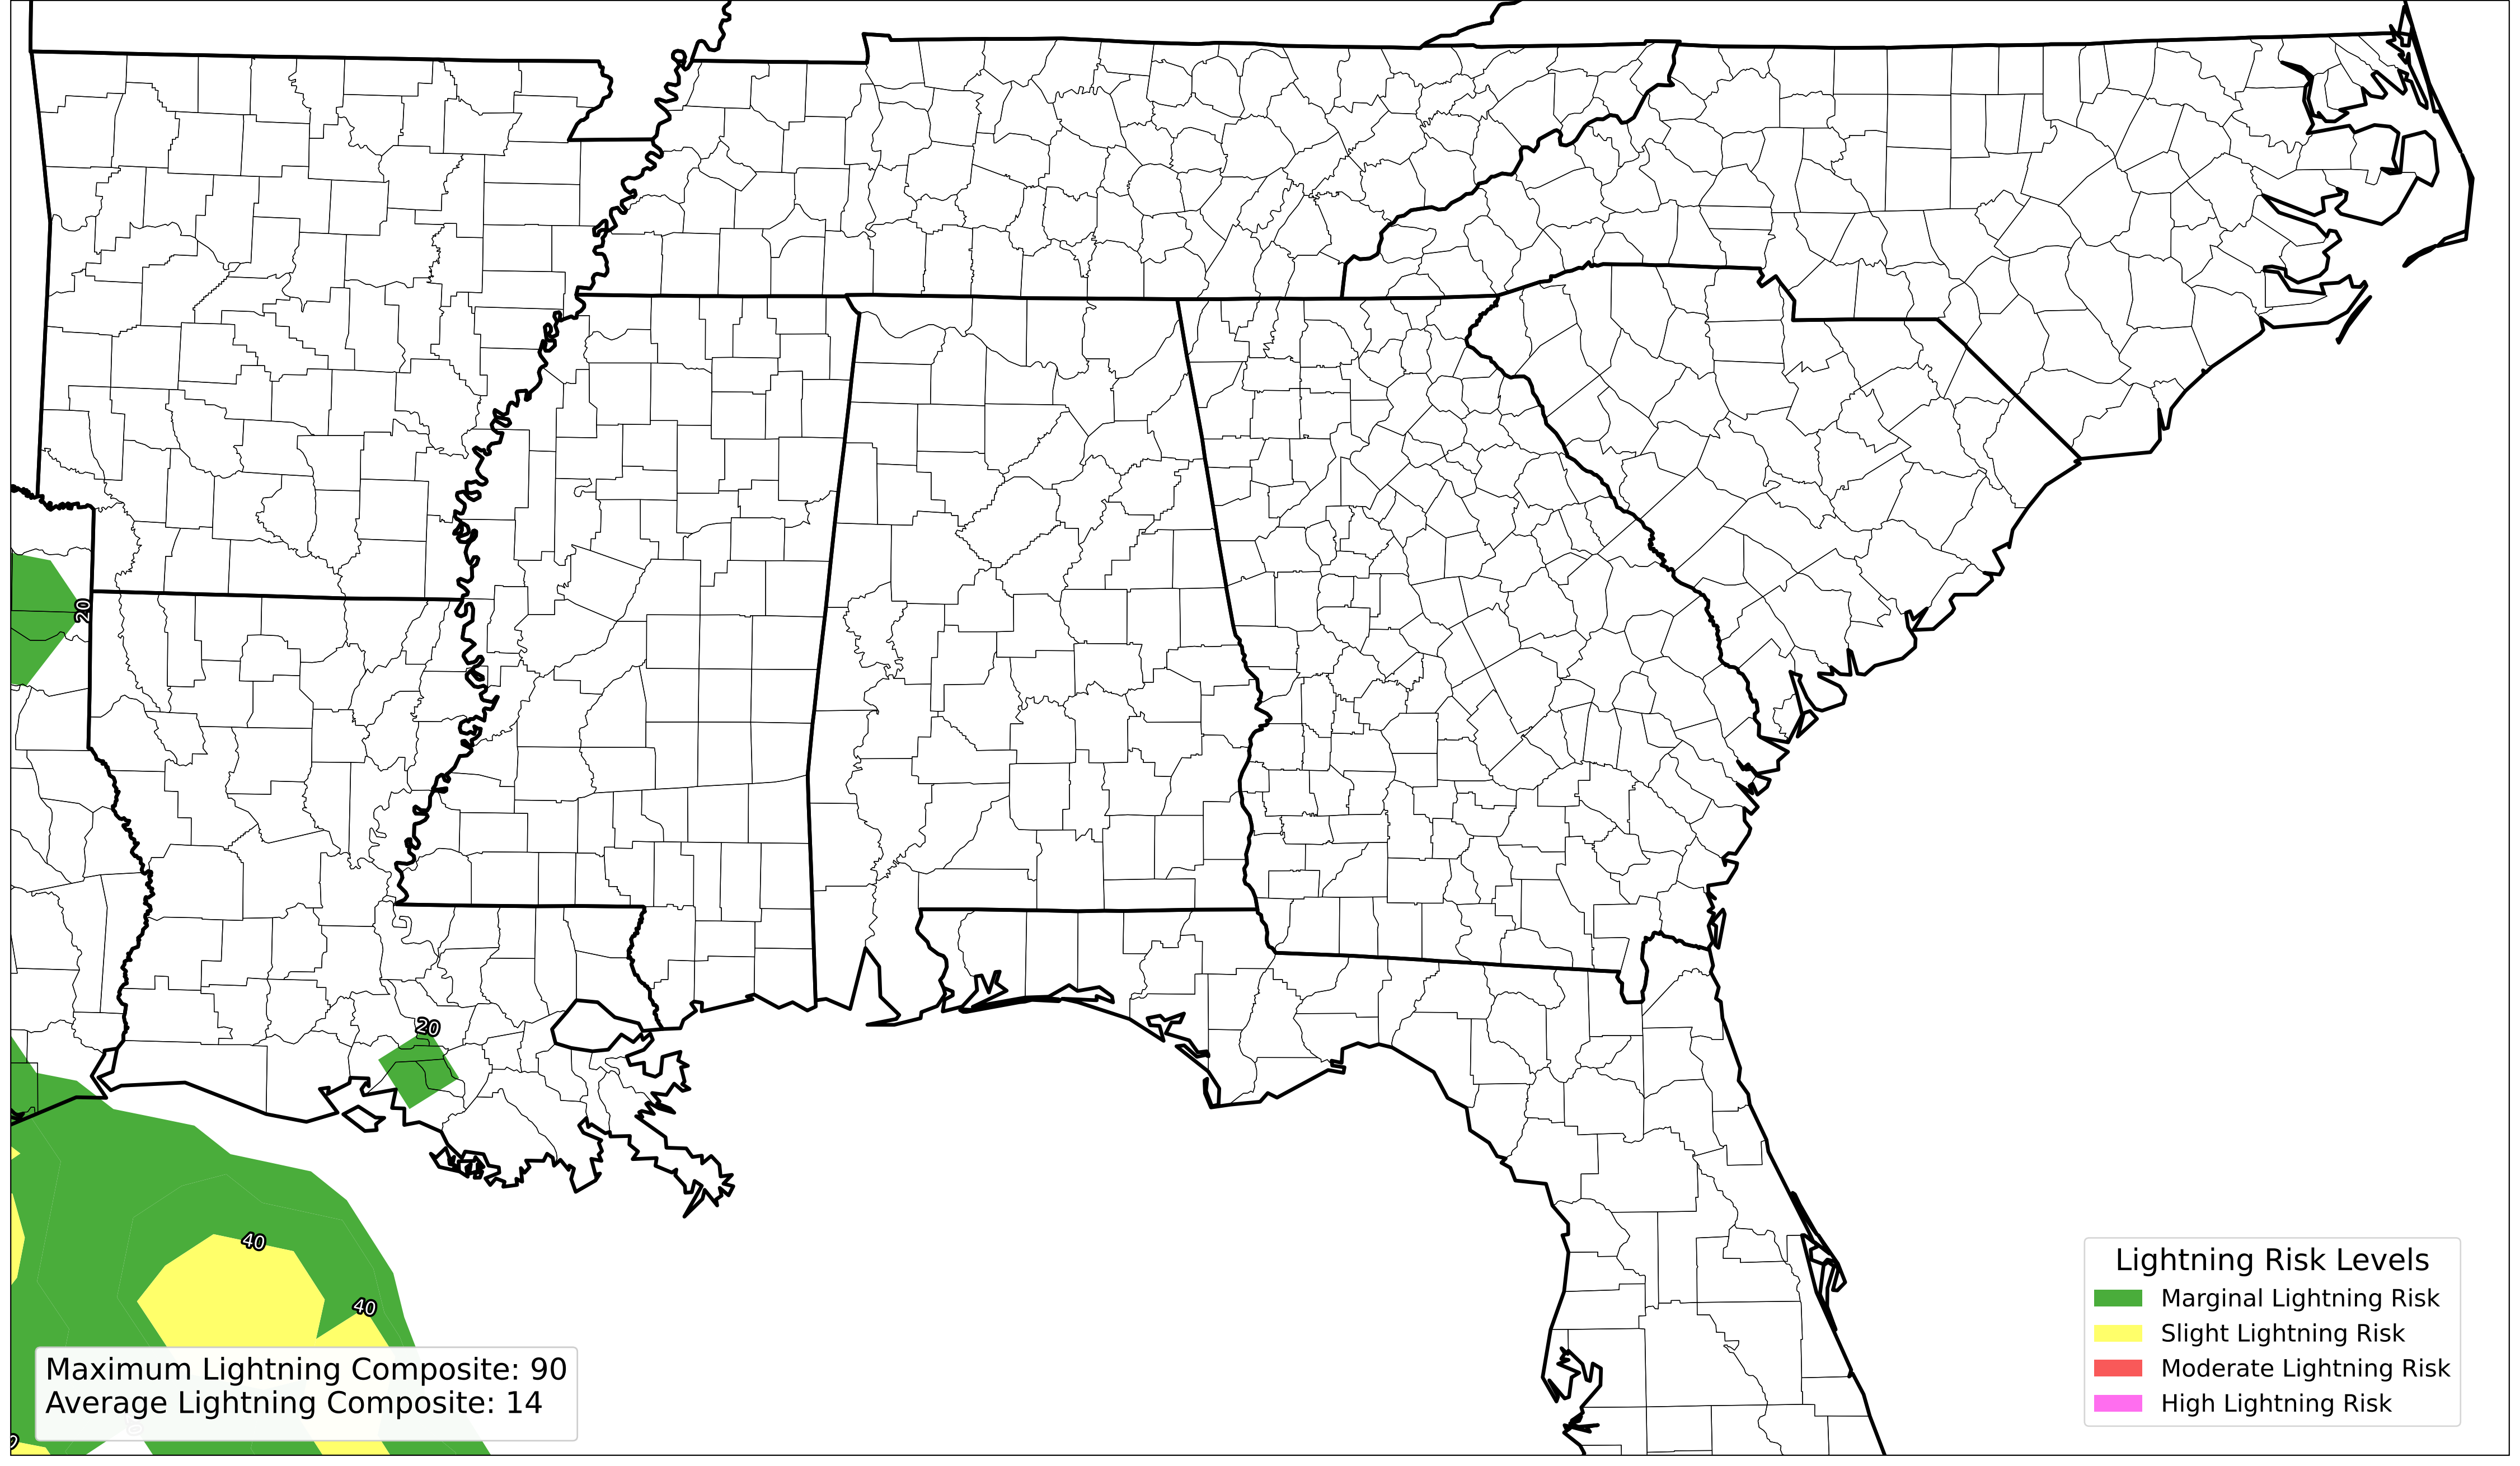 20
20
40
40
Maximum Lightning Composite: 90
Average Lightning Composite: 14
Lightning Risk Levels
Marginal Lightning Risk
Slight Lightning Risk
Moderate Lightning Risk
High Lightning Risk